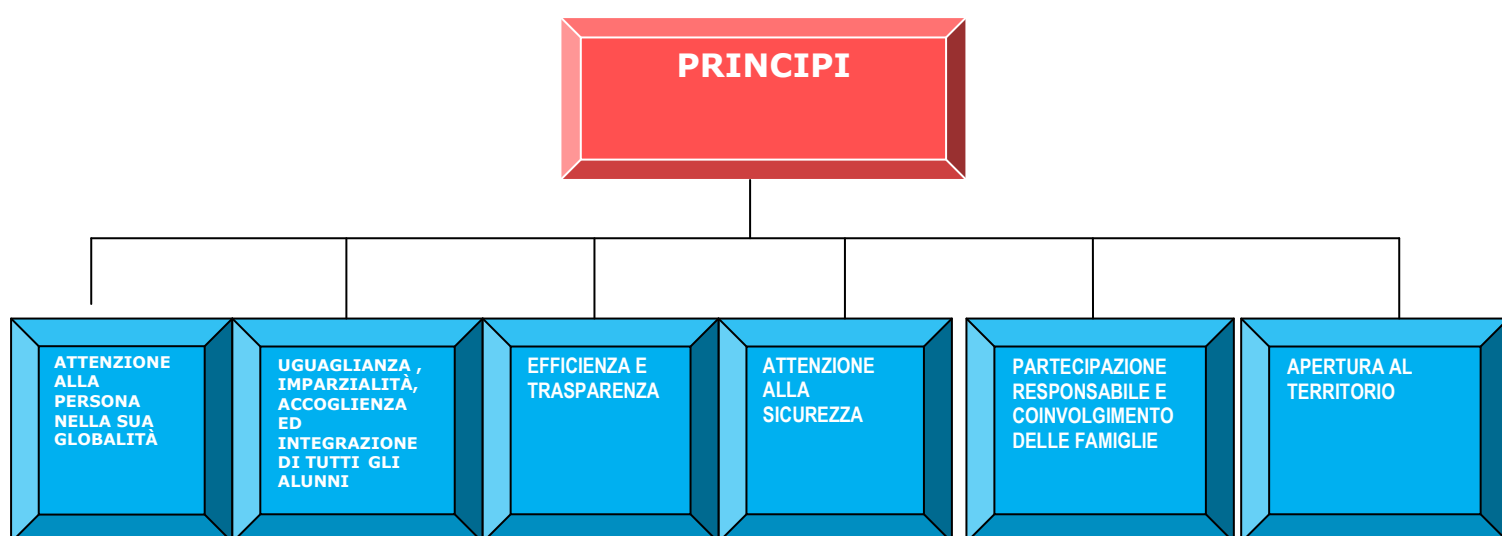 PRINCIPI
ATTENZIONE
ALLA
PERSONA
NELLA SUA
GLOBALITÀ
UGUAGLIANZA ,
IMPARZIALITÀ,
ACCOGLIENZA
ED
INTEGRAZIONE
DI TUTTI GLI
ALUNNI
EFFICIENZA E
TRASPARENZA
ATTENZIONE
ALLA
SICUREZZA
PARTECIPAZIONE
RESPONSABILE E
COINVOLGIMENTO
DELLE FAMIGLIE
APERTURA AL
TERRITORIO